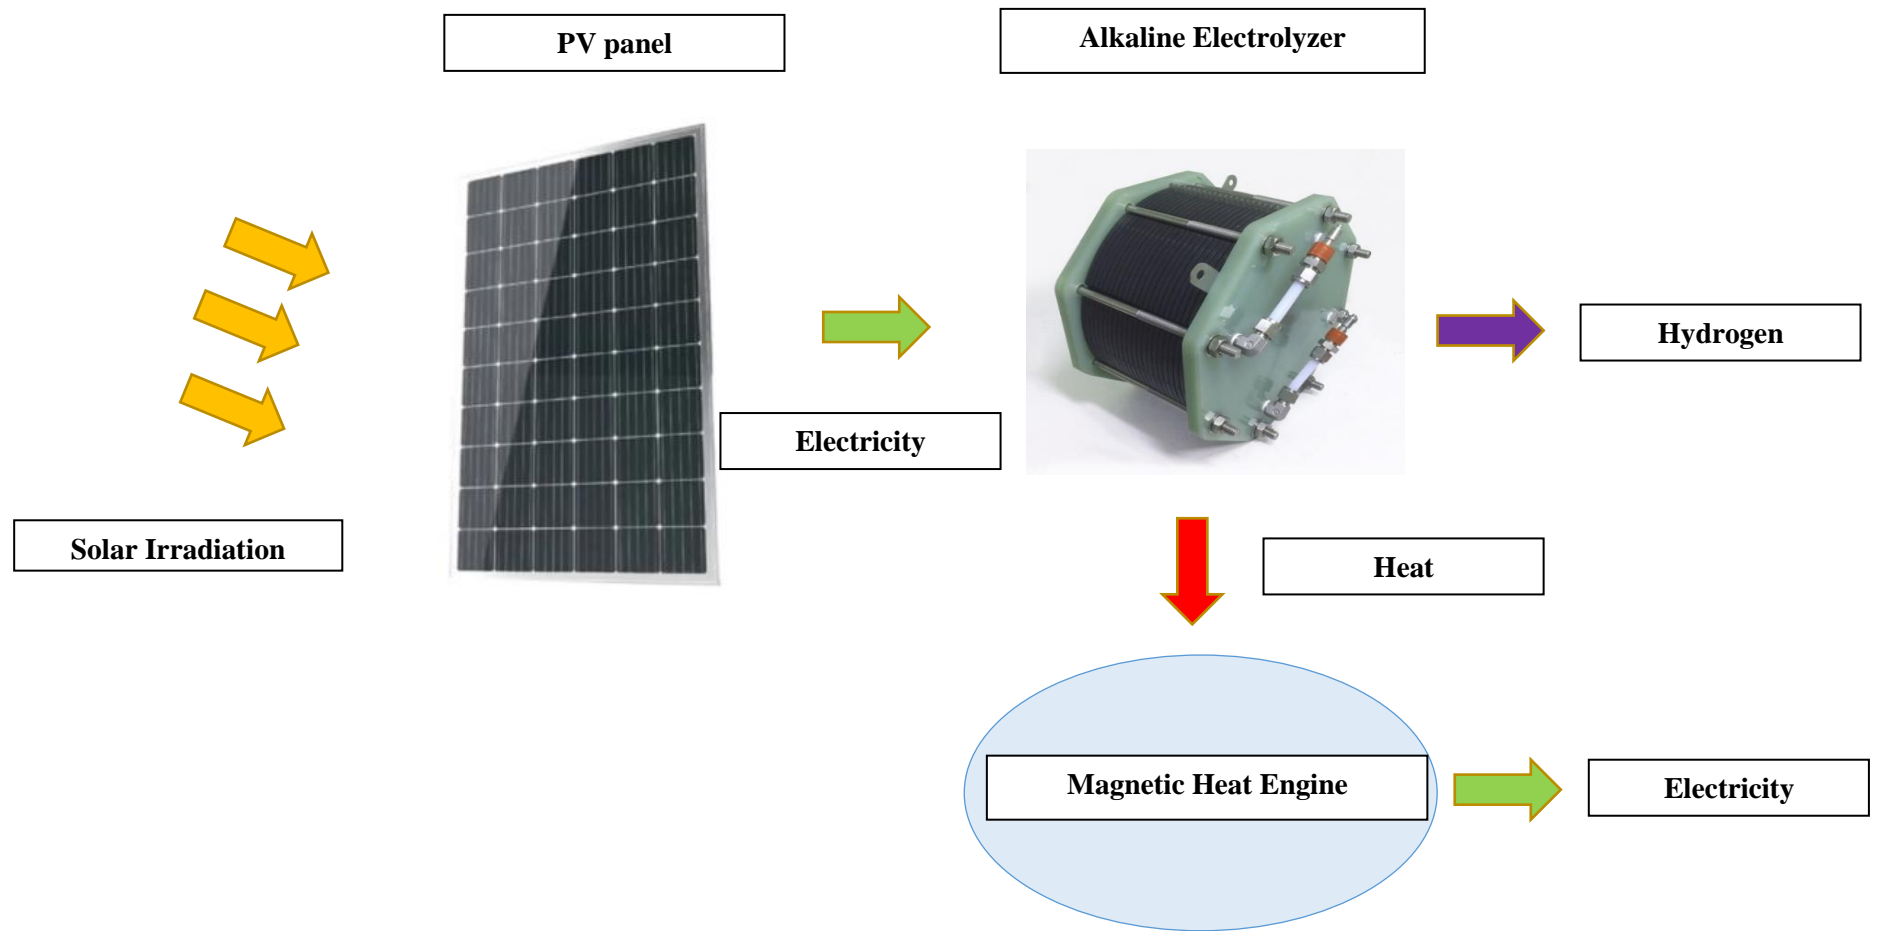 PV panel
Alkaline Electrolyzer
Hydrogen
Electricity
Solar Irradiation
Heat
Magnetic Heat Engine
Electricity